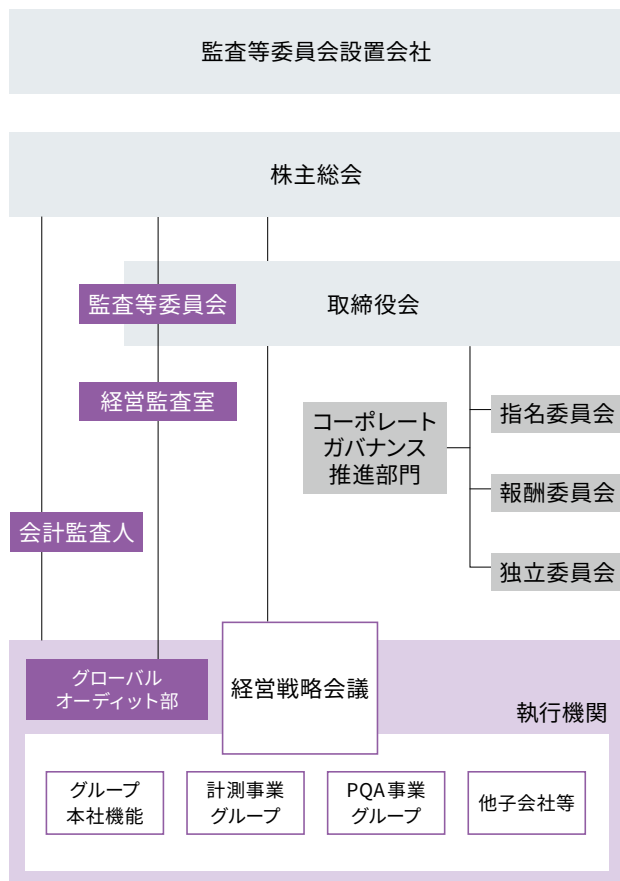 監査等委員会設置会社
株主総会
監査等委員会
取締役会
経営監査室
コーポレート
ガバナンス
推進部門
指名委員会
報酬委員会
会計監査人
独立委員会
グローバル
オーディット部
経営戦略会議
執行機関
グループ
本社機能
計測事業
グループ
PQA事業
グループ
他子会社等